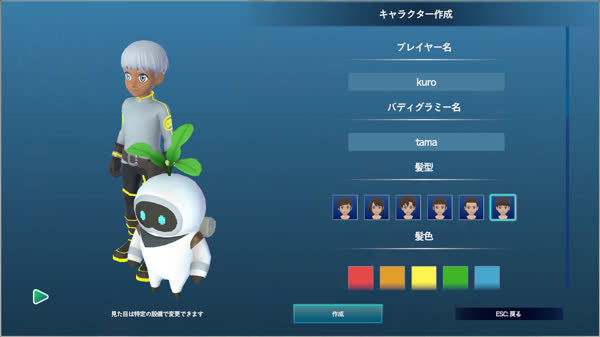 キャラクター作成
プレイヤー名
kuro
バディグラミー名
tama
髪型
髪色
見た目は特定の設備で変更できます
作成
ESC: 戻る